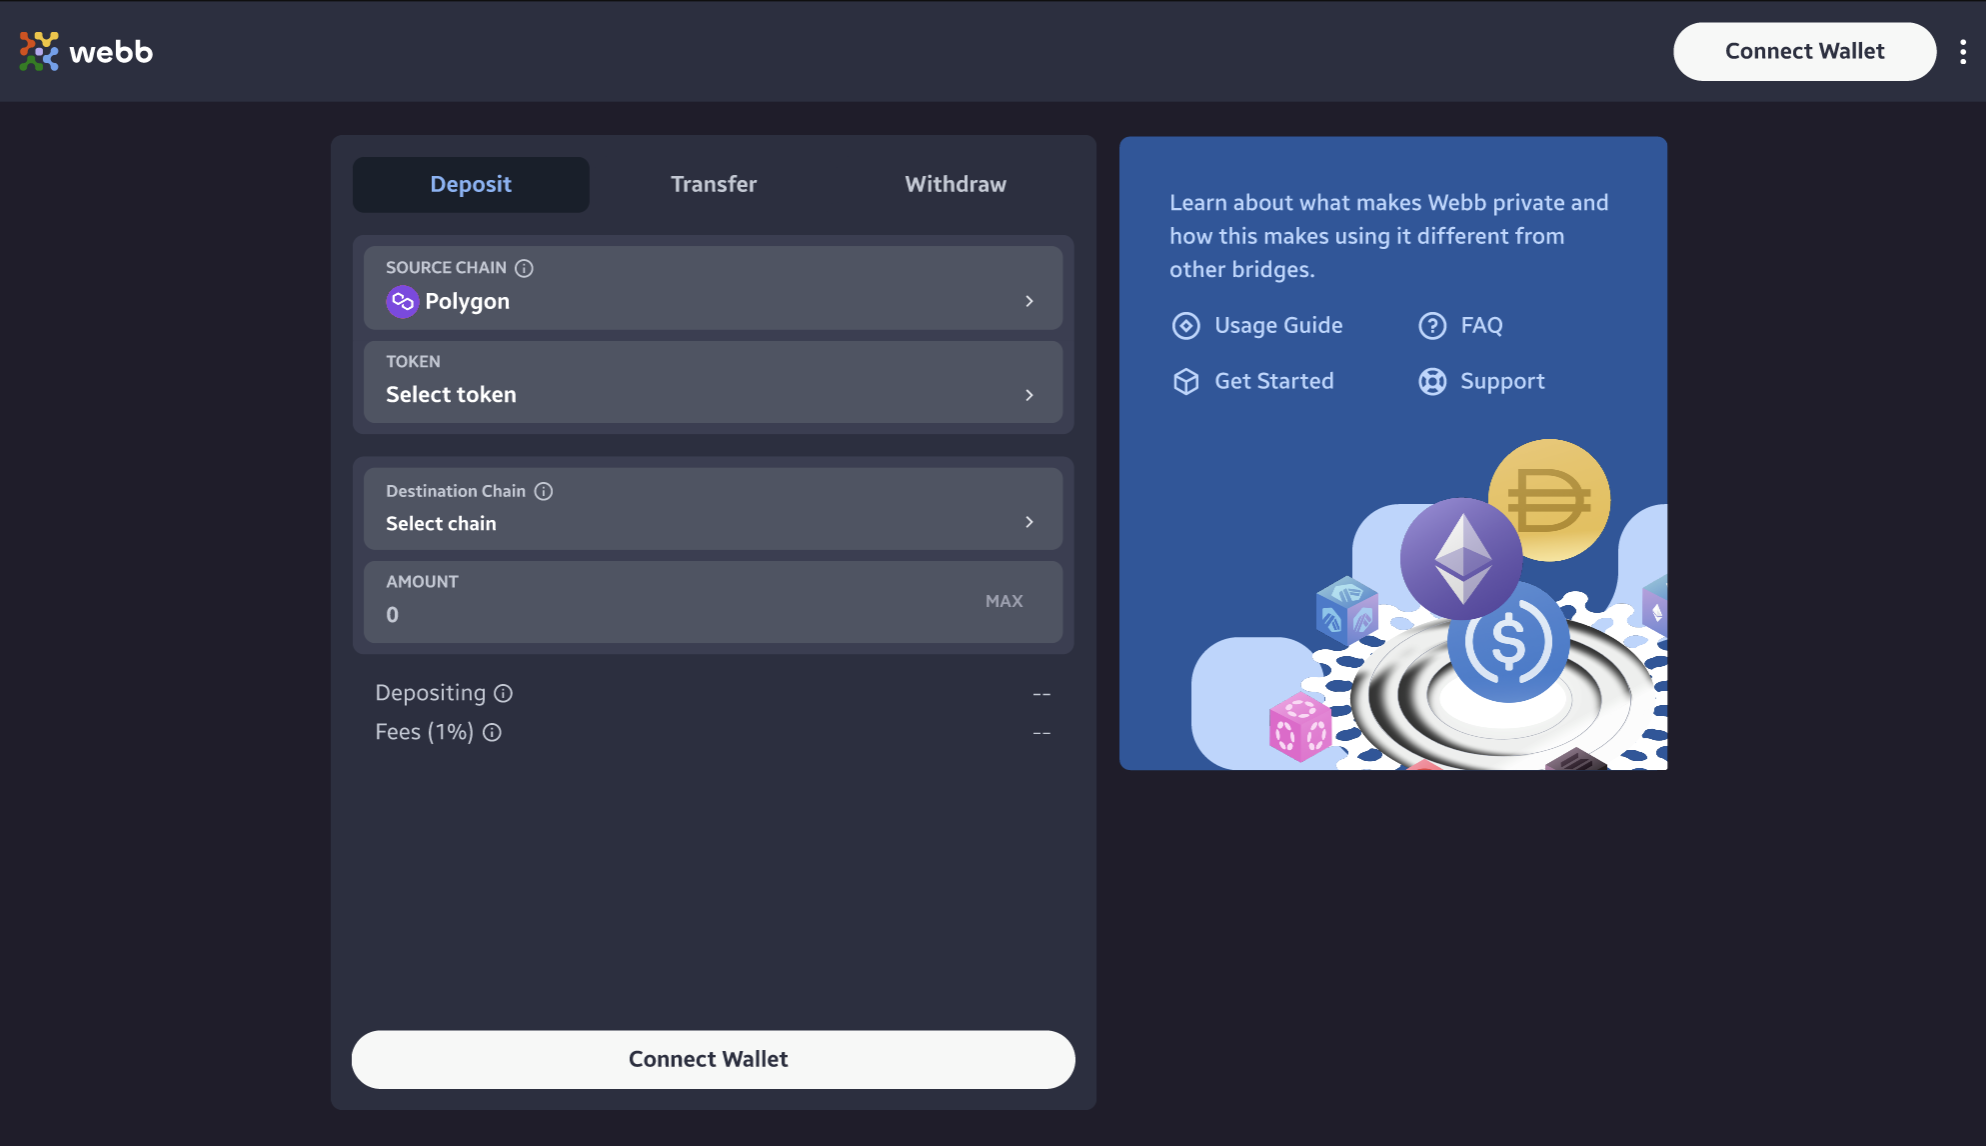 webb
Connect Wallet
Deposit
Transfer
Withdraw
SOURCE CHAIN
Polygon
TOKEN
Select token
Destination Chain
Select chain
AMOUNT
0
MAX
Depositing
--
Fees (1%)
--
Connect Wallet
Learn about what makes Webb private and
how this makes using it different from
other bridges.
Usage Guide
FAQ
Get Started
Support